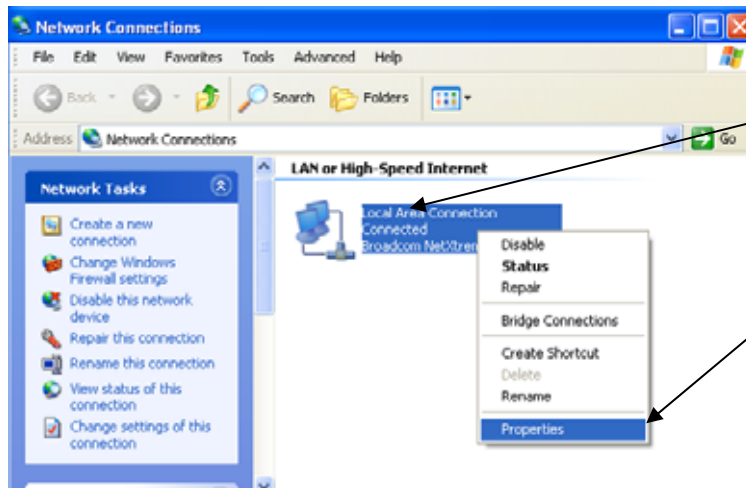 Network Connections
File Edit View Favorites Tools Advanced Help
Back Search Folders
Address Network Connections Go
Network Tasks
Create a new
connection
Change Windows
Firewall settings
Disable this network
device
Repair this connection
Rename this connection
View status of this
connection
Change settings of this
connection
LAN or High-Speed Internet
Local Area Connection
Connected
Broadcom NetXtrem
Disable
Status
Repair
Bridge Connections
Create Shortcut
Delete
Rename
Properties